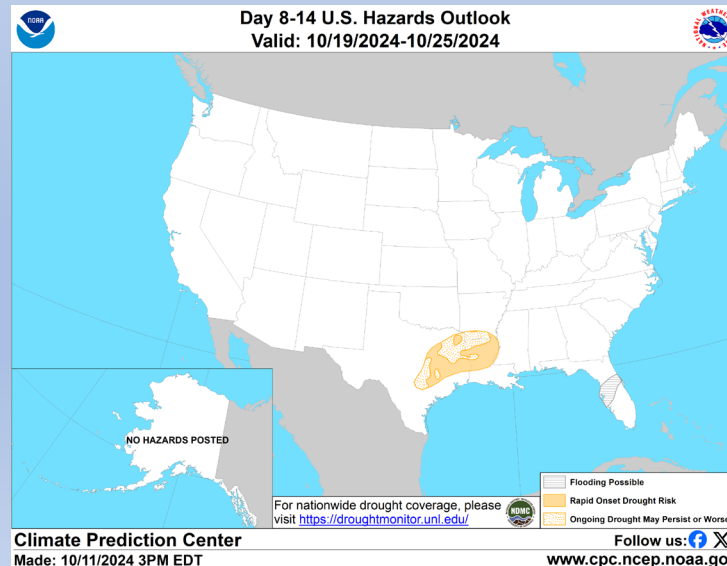 NOAA
Day 8-14 U.S. Hazards Outlook
Valid: 10/19/2024-10/25/2024
NATIONAL WEATHER
NO HAZARDS POSTED
For nationwide drought coverage, please
visit https://droughtmonitor.unl.edu/
NDMC
Flooding Possible
Rapid Onset Drought Risk
Ongoing Drought May Persist or Worse
Climate Prediction Center
Follow us:
Made: 10/11/2024 3PM EDT
www.cpc.ncep.noaa.go